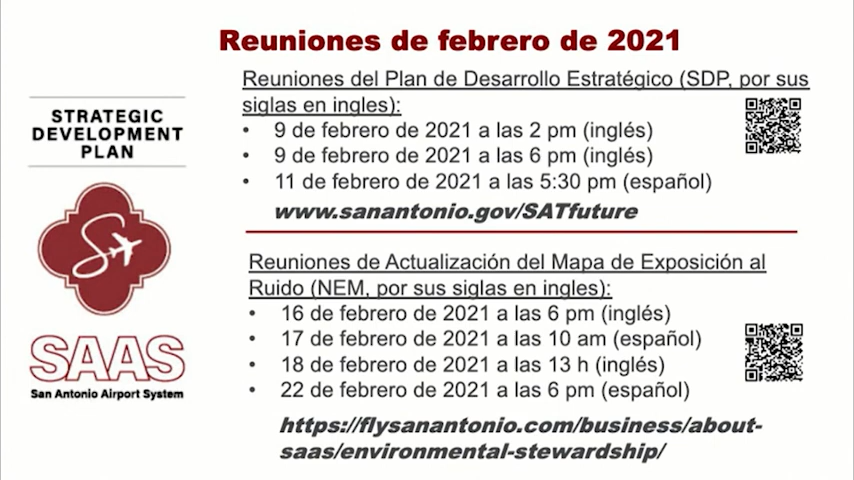 Reuniones de febrero de 2021
STRATEGIC
DEVELOPMENT
PLAN
SAAS
San Antonio Airport System
Reuniones del Plan de Desarrollo Estratégico (SDP, por sus
siglas en ingles):
• 9 de febrero de 2021 a las 2 pm (inglés)
• 9 de febrero de 2021 a las 6 pm (inglés)
• 11 de febrero de 2021 a las 5:30 pm (español)
www.sanantonio.gov/SATfuture
Reuniones de Actualización del Mapa de Exposición al
Ruido (NEM, por sus siglas en ingles):
• 16 de febrero de 2021 a las 6 pm (inglés)
• 17 de febrero de 2021 a las 10 am (español)
• 18 de febrero de 2021 a las 13 h (inglés)
• 22 de febrero de 2021 a las 6 pm (español)
https://flysanantonio.com/business/about-
saas/environmental-stewardship/